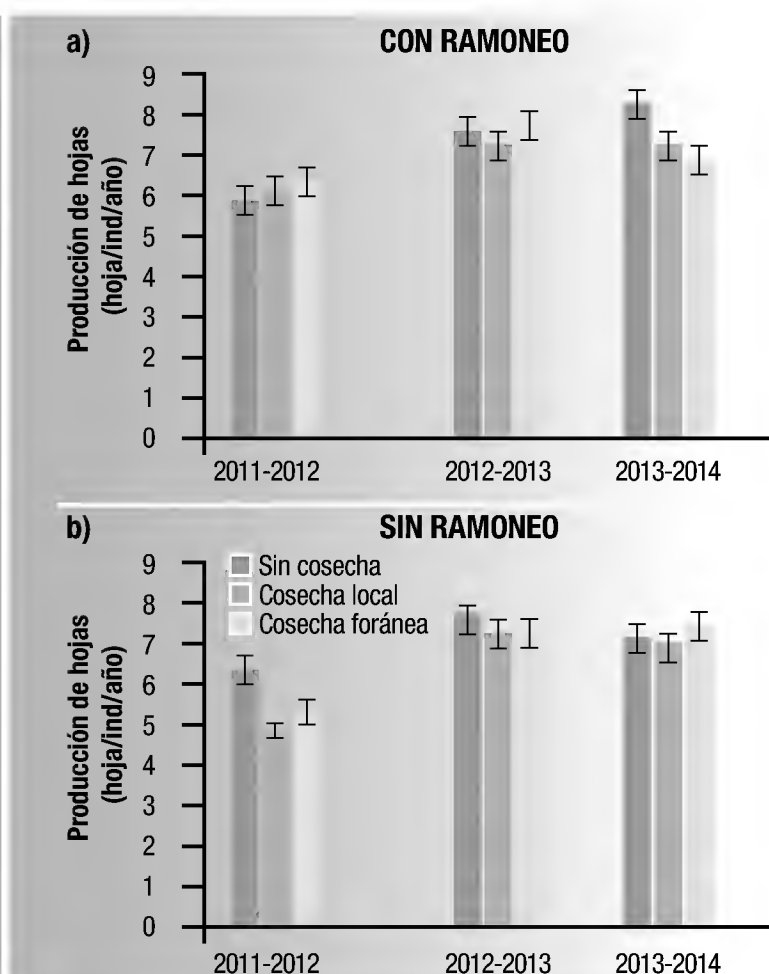 a) CON RAMONEO
Producción de hojas
(hoja/ind/año)
9
8
7
6
5
4
3
2
1
0
2011-2012 2012-2013 2013-2014
b) SIN RAMONEO
Producción de hojas
(hoja/ind/año)
9
8
7
6
5
4
3
2
1
0
Sin cosecha
Cosecha local
Cosecha foránea
2011-2012 2012-2013 2013-2014